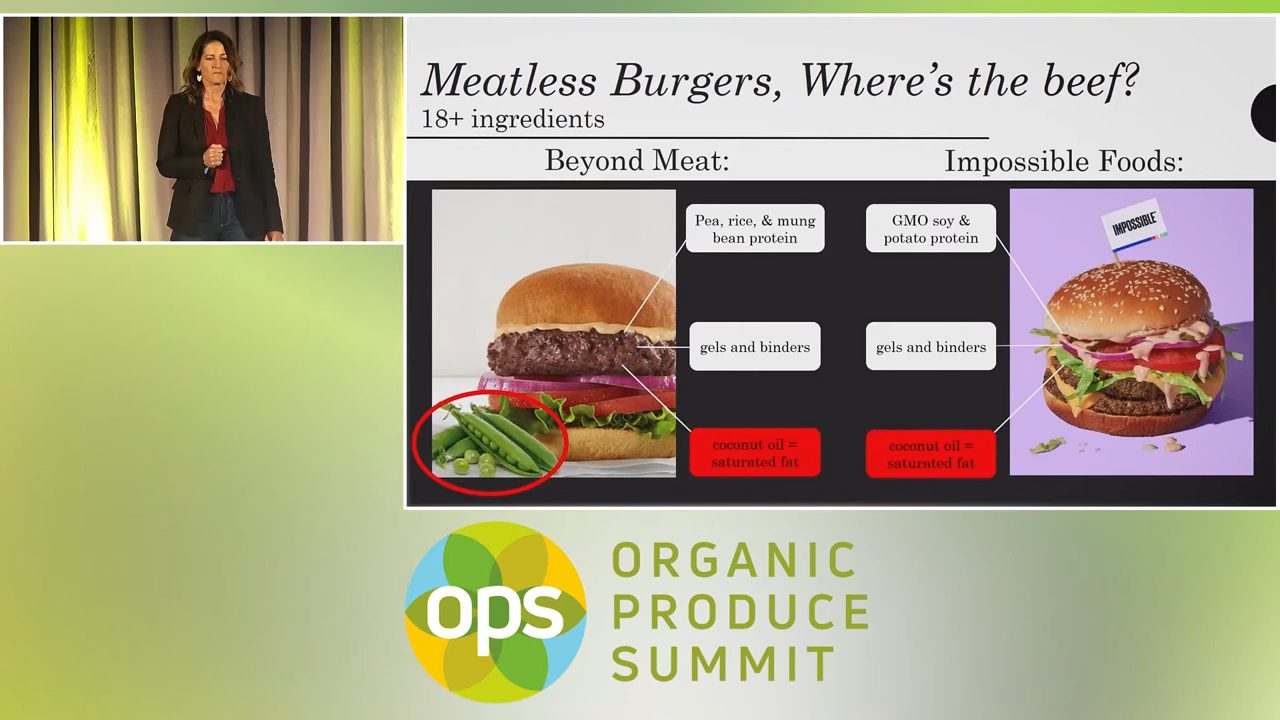 Meatless Burgers, Where's the beef?
18+ ingredients
Beyond Meat:
Impossible Foods:
Pea, rice, & mung
bean protein
GMO soy &
potato protein
IMPOSSIBLE
gels and binders
gels and binders
coconut oil =
saturated fat
coconut oil =
saturated fat
ops
ORGANIC
PRODUCE
SUMMIT